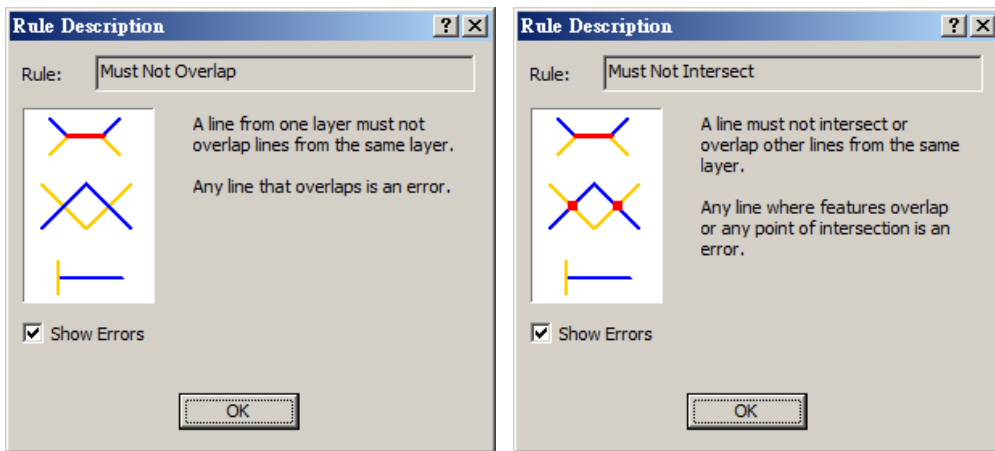 Rule Description
Rule:
Must Not Overlap
A line from one layer must not
overlap lines from the same layer.
Any line that overlaps is an error.
Show Errors
OK
Rule Description
Rule:
Must Not Intersect
A line must not intersect or
overlap other lines from the same
layer.
Any line where features overlap
or any point of intersection is an
error.
Show Errors
OK